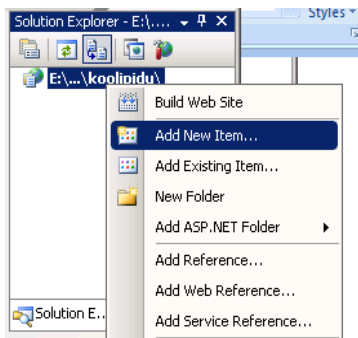 Styles
Solution Explorer - E:\....
E:\...\koolipidu\
Build Web Site
Add New Item...
Add Existing Item...
New Folder
Add ASP.NET Folder
Add Reference...
Add Web Reference...
Add Service Reference...
Solution E..